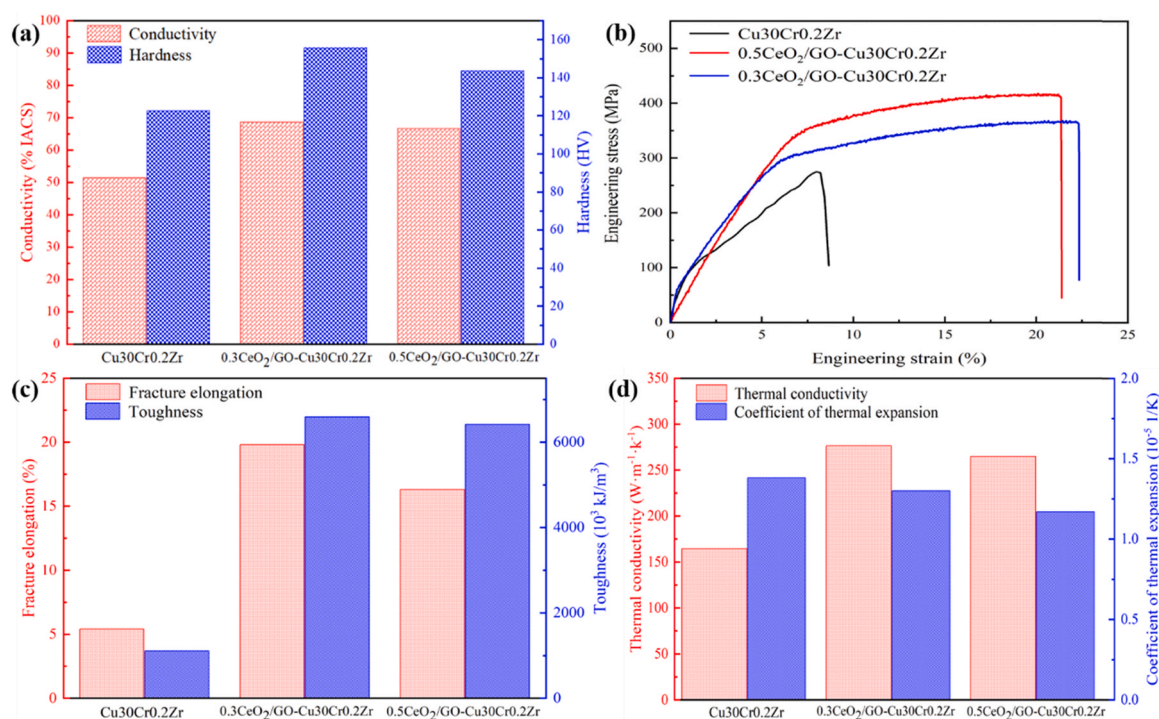 (a)
Conductivity
Hardness
Conductivity (% IACS)
100
90
80
70
60
50
40
30
20
10
0
Hardness (HV)
160
140
120
100
80
60
40
20
0
Cu30Cr0.2Zr
0.3CeO₂/GO-Cu30Cr0.2Zr
0.5CeO₂/GO-Cu30Cr0.2Zr
(b)
Cu30Cr0.2Zr
0.5CeO₂/GO-Cu30Cr0.2Zr
0.3CeO₂/GO-Cu30Cr0.2Zr
Engineering stress (MPa)
500
400
300
200
100
0
0
5
10
15
20
25
Engineering strain (%)
(c)
Fracture elongation
Toughness
Fracture elongation (%)
25
20
15
10
5
0
Toughness (10³ kJ/m³)
6000
4000
2000
0
Cu30Cr0.2Zr
0.3CeO₂/GO-Cu30Cr0.2Zr
0.5CeO₂/GO-Cu30Cr0.2Zr
(d)
Thermal conductivity
Coefficient of thermal expansion
Thermal conductivity (W·m⁻¹·k⁻¹)
350
300
250
200
150
100
50
0
Coefficient of thermal expansion (10⁻⁵ 1/K)
2.0
1.5
1.0
0.5
0.0
Cu30Cr0.2Zr
0.3CeO₂/GO-Cu30Cr0.2Zr
0.5CeO₂/GO-Cu30Cr0.2Zr